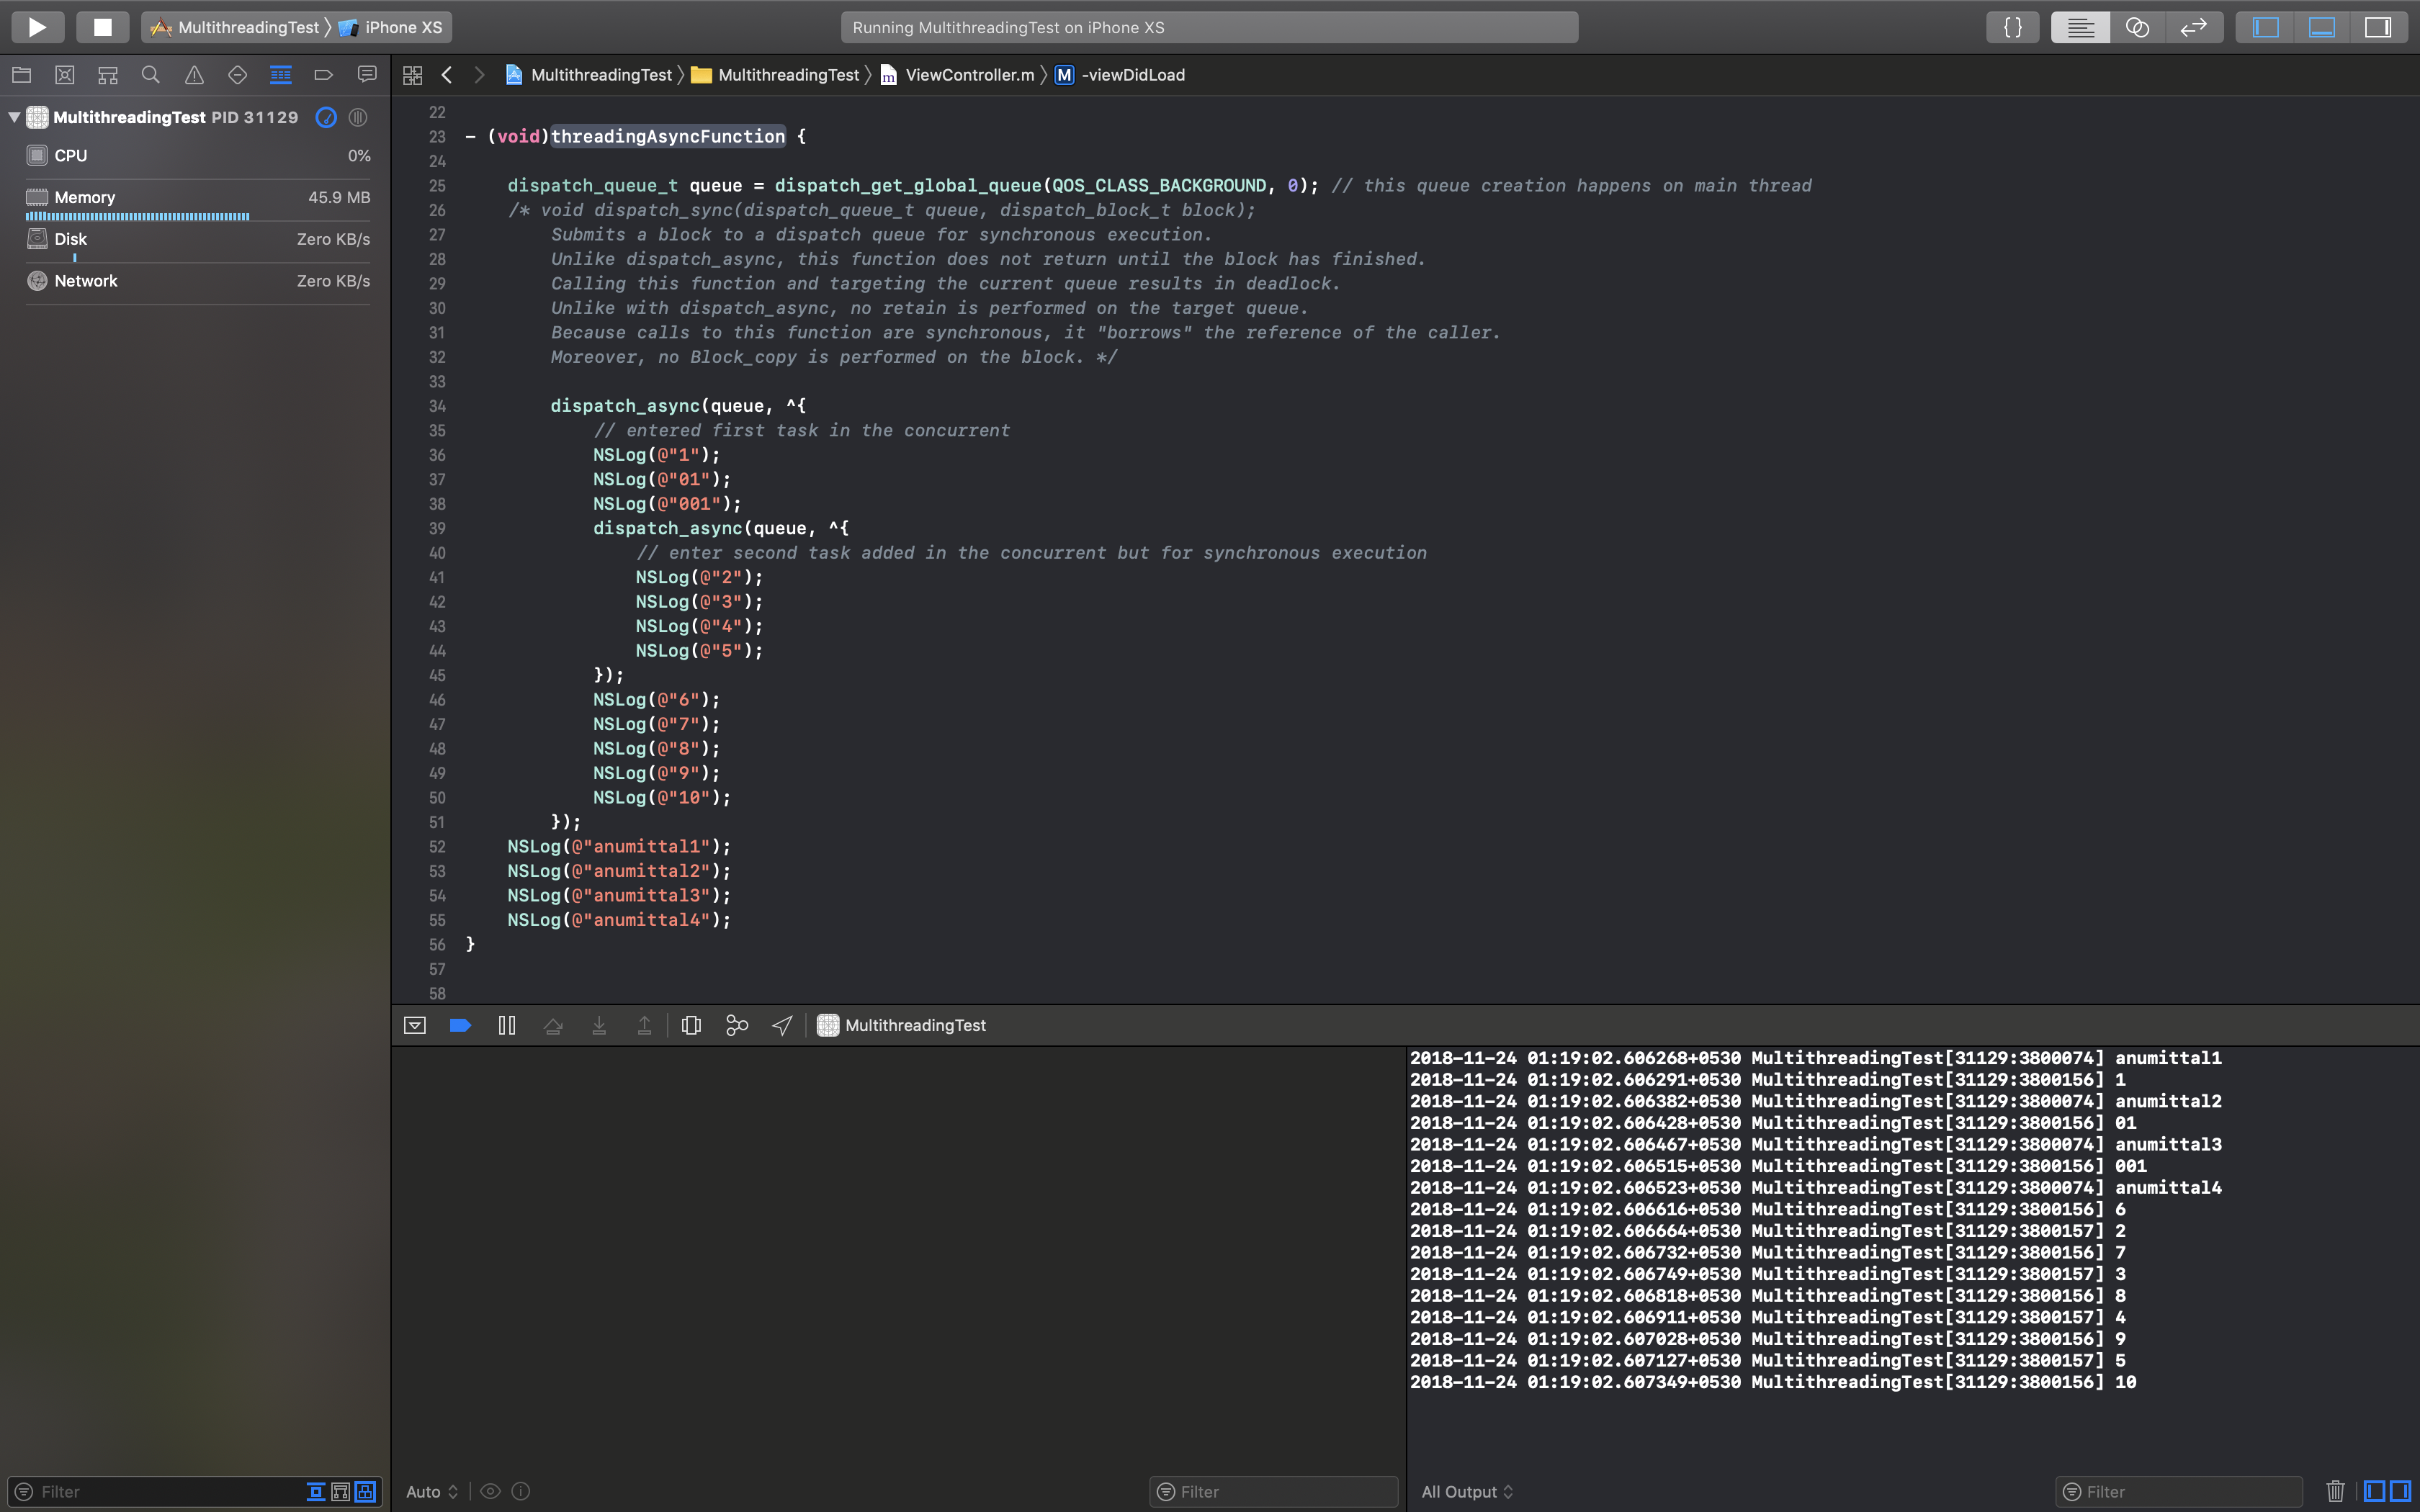 MultithreadingTest 〉 iPhone XS
Running MultithreadingTest on iPhone XS
{ }
MultithreadingTest 〉 MultithreadingTest 〉 m ViewController.m 〉 M -viewDidLoad
MultithreadingTest PID 31129
CPU 0%
Memory 45.9 MB
Disk Zero KB/s
Network Zero KB/s
Filter
22
23 - (void)threadingAsyncFunction {
24
25 dispatch_queue_t queue = dispatch_get_global_queue(QOS_CLASS_BACKGROUND, 0); // this queue creation happens on main thread
26 /* void dispatch_sync(dispatch_queue_t queue, dispatch_block_t block);
27 Submits a block to a dispatch queue for synchronous execution.
28 Unlike dispatch_async, this function does not return until the block has finished.
29 Calling this function and targeting the current queue results in deadlock.
30 Unlike with dispatch_async, no retain is performed on the target queue.
31 Because calls to this function are synchronous, it "borrows" the reference of the caller.
32 Moreover, no Block_copy is performed on the block. */
33
34 dispatch_async(queue, ^{
35 // entered first task in the concurrent
36 NSLog(@"1");
37 NSLog(@"01");
38 NSLog(@"001");
39 dispatch_async(queue, ^{
40 // enter second task added in the concurrent but for synchronous execution
41 NSLog(@"2");
42 NSLog(@"3");
43 NSLog(@"4");
44 NSLog(@"5");
45 });
46 NSLog(@"6");
47 NSLog(@"7");
48 NSLog(@"8");
49 NSLog(@"9");
50 NSLog(@"10");
51 });
52 NSLog(@"anumittal1");
53 NSLog(@"anumittal2");
54 NSLog(@"anumittal3");
55 NSLog(@"anumittal4");
56 }
57
58
MultithreadingTest
2018-11-24 01:19:02.606268+0530 MultithreadingTest[31129:3800074] anumittal1
2018-11-24 01:19:02.606291+0530 MultithreadingTest[31129:3800156] 1
2018-11-24 01:19:02.606382+0530 MultithreadingTest[31129:3800074] anumittal2
2018-11-24 01:19:02.606428+0530 MultithreadingTest[31129:3800156] 01
2018-11-24 01:19:02.606467+0530 MultithreadingTest[31129:3800074] anumittal3
2018-11-24 01:19:02.606515+0530 MultithreadingTest[31129:3800156] 001
2018-11-24 01:19:02.606523+0530 MultithreadingTest[31129:3800074] anumittal4
2018-11-24 01:19:02.606616+0530 MultithreadingTest[31129:3800156] 6
2018-11-24 01:19:02.606664+0530 MultithreadingTest[31129:3800157] 2
2018-11-24 01:19:02.606732+0530 MultithreadingTest[31129:3800156] 7
2018-11-24 01:19:02.606749+0530 MultithreadingTest[31129:3800157] 3
2018-11-24 01:19:02.606818+0530 MultithreadingTest[31129:3800156] 8
2018-11-24 01:19:02.606911+0530 MultithreadingTest[31129:3800157] 4
2018-11-24 01:19:02.607028+0530 MultithreadingTest[31129:3800156] 9
2018-11-24 01:19:02.607127+0530 MultithreadingTest[31129:3800157] 5
2018-11-24 01:19:02.607349+0530 MultithreadingTest[31129:3800156] 10
Auto Filter
All Output Filter